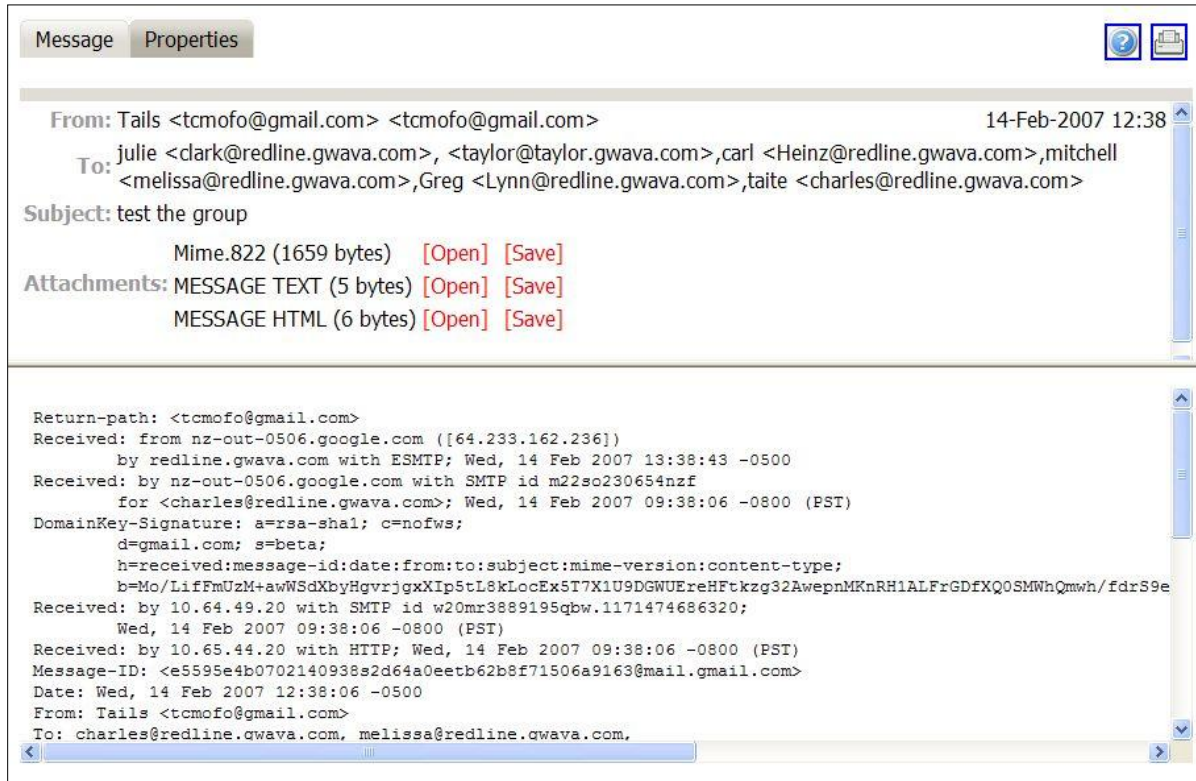 Message Properties
From: Tails <tcmofo@gmail.com> <tcmofo@gmail.com> 14-Feb-2007 12:38
To: julie <clark@redline.gwava.com>, <taylor@taylor.gwava.com>,carl <Heinz@redline.gwava.com>,mitchell
<melissa@redline.gwava.com>,Greg <Lynn@redline.gwava.com>,taite <charles@redline.gwava.com>
Subject: test the group
Mime.822 (1659 bytes) [Open] [Save]
Attachments: MESSAGE TEXT (5 bytes) [Open] [Save]
MESSAGE HTML (6 bytes) [Open] [Save]
Return-path: <tcmofo@gmail.com>
Received: from nz-out-0506.google.com ([64.233.162.236])
by redline.gwava.com with ESMTP; Wed, 14 Feb 2007 13:38:43 -0500
Received: by nz-out-0506.google.com with SMTP id m22so230654nzf
for <charles@redline.gwava.com>; Wed, 14 Feb 2007 09:38:06 -0800 (PST)
DomainKey-Signature: a=rsa-sha1; c=nofws;
d=gmail.com; s=beta;
h=received:message-id:date:from:to:subject:mime-version:content-type;
b=Mo/LifFmUzM+awWSdXbyHgvrjgxXIp5tL8kLocEx5T7X1U9DGWUEreHFtkzg32AwepnMKnRH1ALFrGDfXQ0SMWhQmwh/fdrS9e
Received: by 10.64.49.20 with SMTP id w20mr3889195qbw.1171474686320;
Wed, 14 Feb 2007 09:38:06 -0800 (PST)
Received: by 10.65.44.20 with HTTP; Wed, 14 Feb 2007 09:38:06 -0800 (PST)
Message-ID: <e5595e4b0702140938s2d64a0eetb62b8f71506a9163@mail.gmail.com>
Date: Wed, 14 Feb 2007 12:38:06 -0500
From: Tails <tcmofo@gmail.com>
To: charles@redline.gwava.com, melissa@redline.gwava.com,